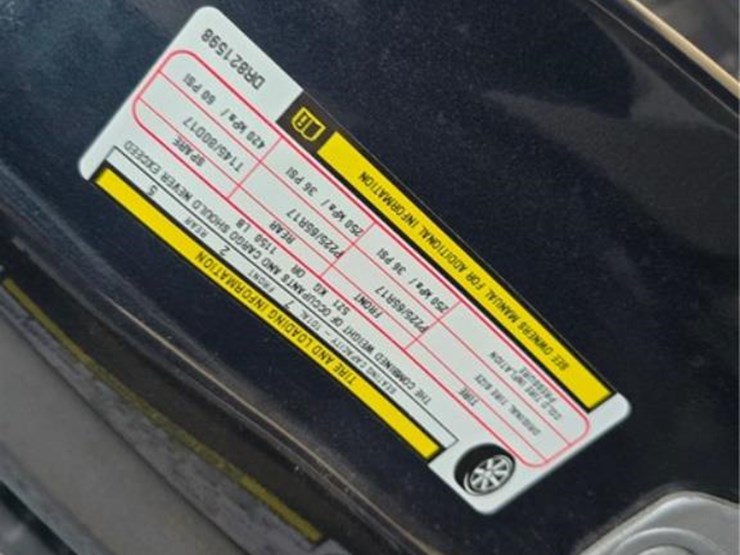 TIRE AND LOADING INFORMATION
SEATING CAPACITY - TOTAL 7 FRONT 2 REAR 5
THE COMBINED WEIGHT OF OCCUPANTS AND CARGO SHOULD NEVER EXCEED 521 KG OR 1150 LB
TIRE FRONT REAR SPARE
ORIGINAL TIRE SIZE P225/65R17 P225/65R17 T145/80D17
COLD TIRE INFLATION PRESSURE 250 kPa / 36 PSI 250 kPa / 36 PSI 420 kPa / 60 PSI
SEE OWNERS MANUAL FOR ADDITIONAL INFORMATION
DR821598